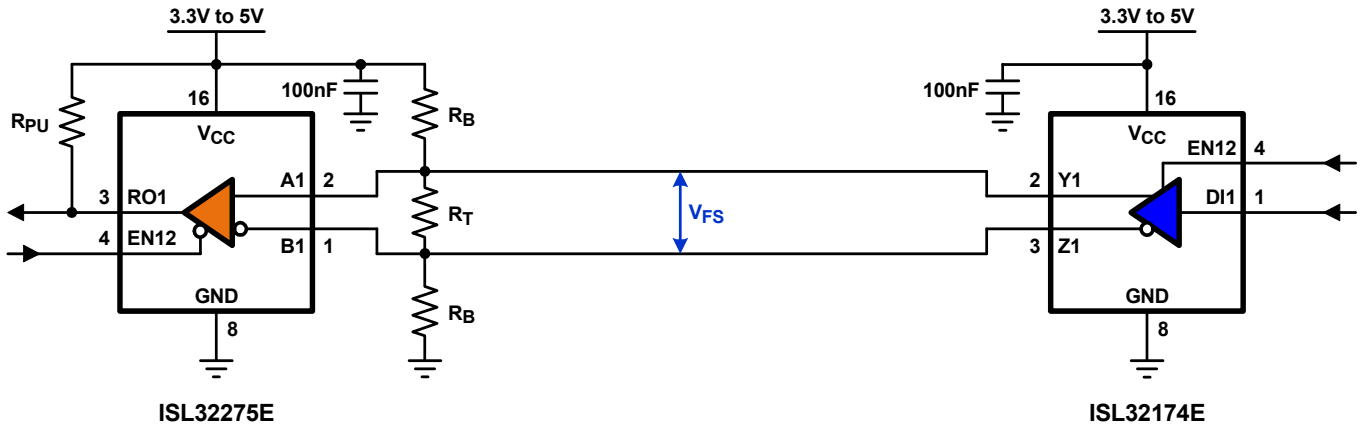 3.3V to 5V
3.3V to 5V
100nF
100nF
16
16
RPU
RB
VCC
VCC
EN12 4
A1 2
2 Y1
3 RO1
RT
VFS
DI1 1
4 EN12
B1 1
3 Z1
GND
GND
RB
8
8
ISL32275E
ISL32174E